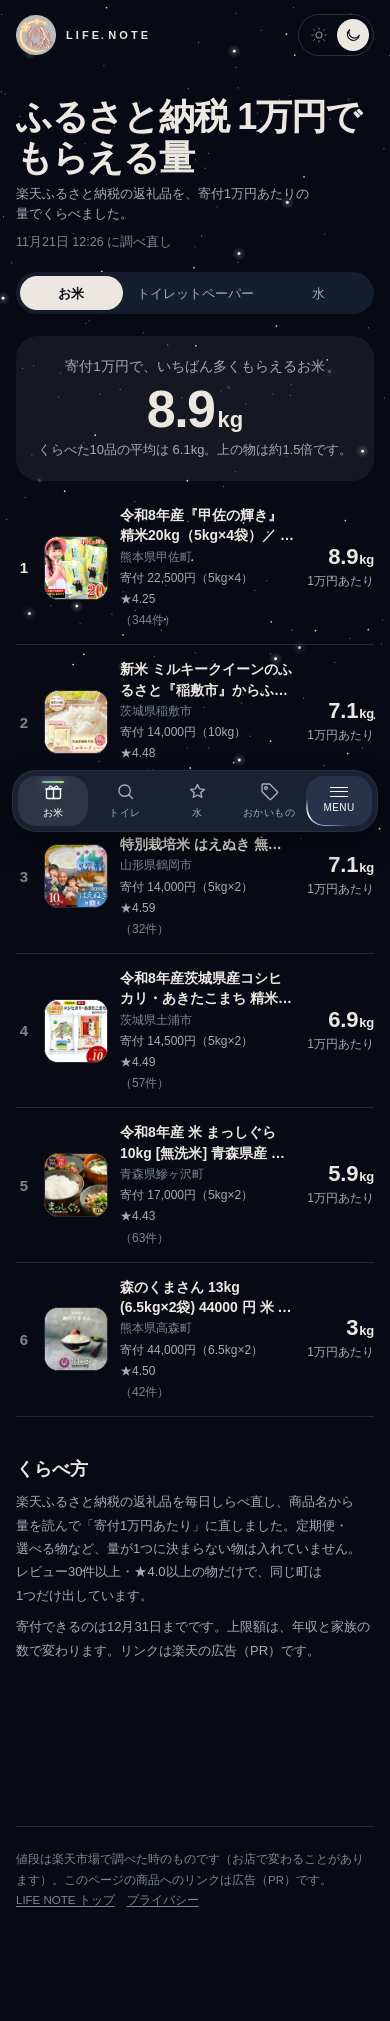 LIFE NOTE
ふるさと納税 1万円で
もらえる量
楽天ふるさと納税の返礼品を、寄付1万円あたりの
量でくらべました。
11月21日 12:26 に調べ直し
お米
トイレットペーパー
水
寄付1万円で、いちばん多くもらえるお米。
8.9kg
くらべた10品の平均は 6.1kg。上の物は約1.5倍です。
1
令和8年産『甲佐の輝き』
精米20kg（5kg×4袋）／ …
熊本県甲佐町
寄付 22,500円（5kg×4）
★4.25
（344件）
8.9kg
1万円あたり
2
新米 ミルキークイーンのふ
るさと『稲敷市』からふ…
茨城県稲敷市
寄付 14,000円（10kg）
★4.48
7.1kg
1万円あたり
お米
トイレ
水
おかいもの
MENU
3
特別栽培米 はえぬき 無…
山形県鶴岡市
寄付 14,000円（5kg×2）
★4.59
（32件）
7.1kg
1万円あたり
4
令和8年産茨城県産コシヒ
カリ・あきたこまち 精米…
茨城県土浦市
寄付 14,500円（5kg×2）
★4.49
（57件）
6.9kg
1万円あたり
5
令和8年産 米 まっしぐら
10kg [無洗米] 青森県産 …
青森県鰺ヶ沢町
寄付 17,000円（5kg×2）
★4.43
（63件）
5.9kg
1万円あたり
6
森のくまさん 13kg
(6.5kg×2袋) 44000 円 米 …
熊本県高森町
寄付 44,000円（6.5kg×2）
★4.50
（42件）
3kg
1万円あたり
くらべ方
楽天ふるさと納税の返礼品を毎日しらべ直し、商品名から
量を読んで「寄付1万円あたり」に直しました。定期便・
選べる物など、量が1つに決まらない物は入れていません。
レビュー30件以上・★4.0以上の物だけで、同じ町は
1つだけ出しています。
寄付できるのは12月31日までです。上限額は、年収と家族の
数で変わります。リンクは楽天の広告（PR）です。
値段は楽天市場で調べた時のものです（お店で変わることがあり
ます）。このページの商品へのリンクは広告（PR）です。
LIFE NOTE トップ　プライバシー